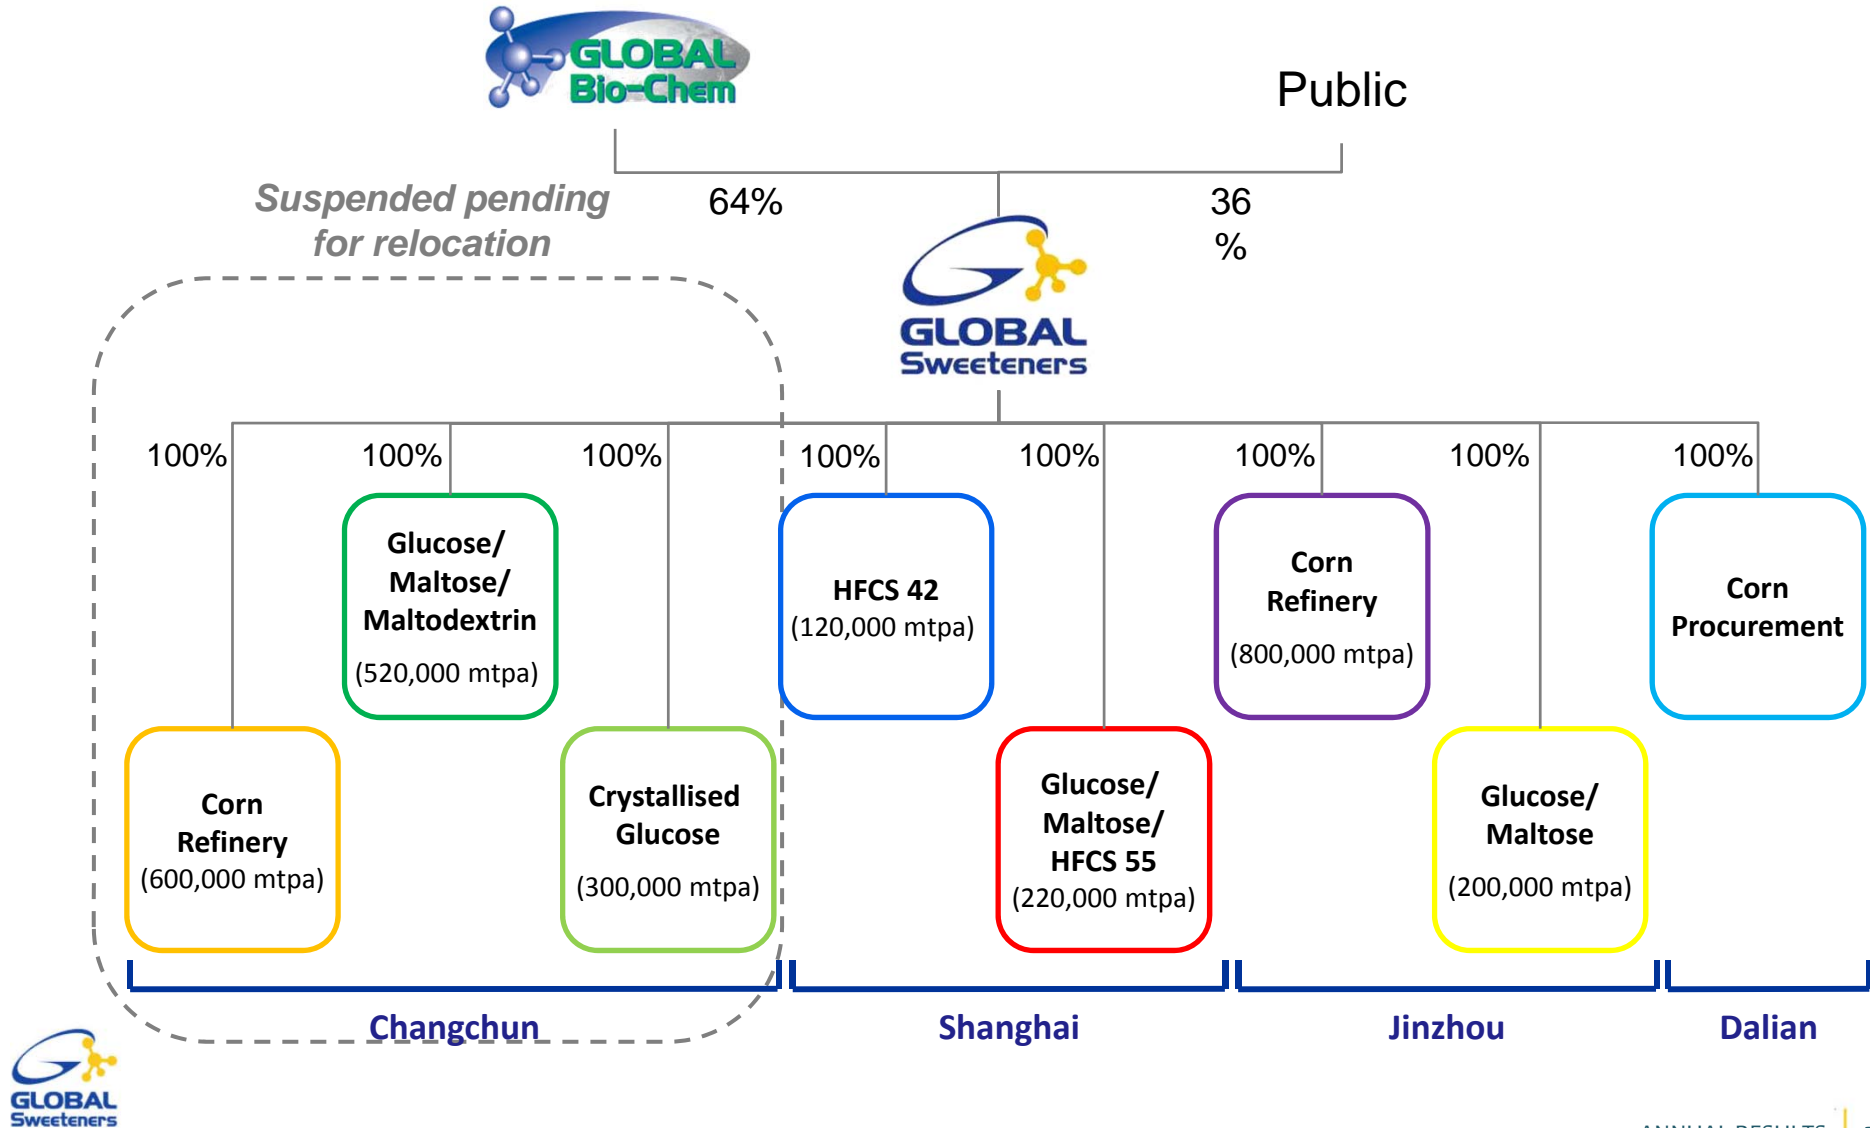 GLOBAL
Bio-Chem
Public
Suspended pending
for relocation
64%
36
%
GLOBAL
Sweeteners
100%
100%
100%
100%
100%
100%
100%
100%
Glucose/
Maltose/
Maltodextrin
(520,000 mtpa)
HFCS 42
(120,000 mtpa)
Corn
Refinery
(800,000 mtpa)
Corn
Procurement
Corn
Refinery
(600,000 mtpa)
Crystallised
Glucose
(300,000 mtpa)
Glucose/
Maltose/
HFCS 55
(220,000 mtpa)
Glucose/
Maltose
(200,000 mtpa)
Changchun
Shanghai
Jinzhou
Dalian
GLOBAL
Sweeteners
ANNUAL RESULTS